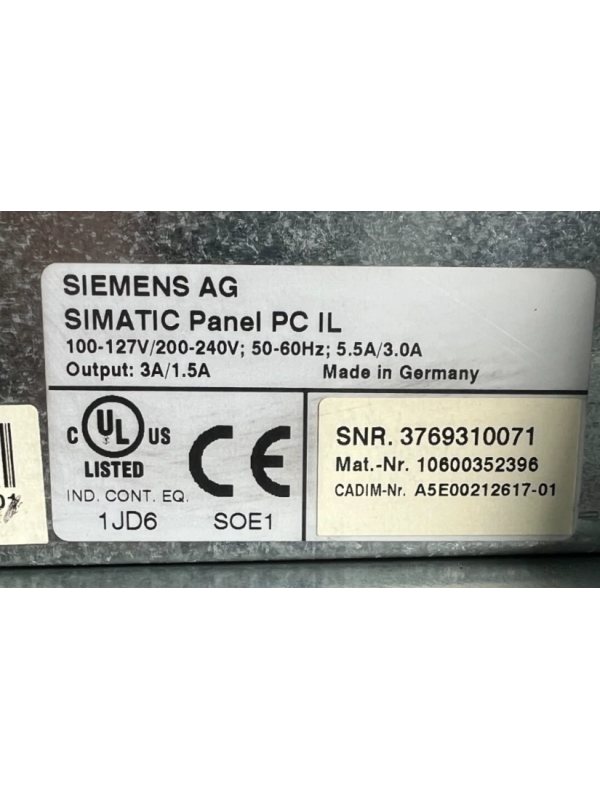 SIEMENS AG
SIMATIC Panel PC IL
100-127V/200-240V; 50-60Hz; 5.5A/3.0A
Output: 3A/1.5A Made in Germany
C UL US
LISTED
IND. CONT. EQ.
1JD6 SOE1
CE
SNR. 3769310071
Mat.-Nr. 10600352396
CADIM-Nr. A5E00212617-01